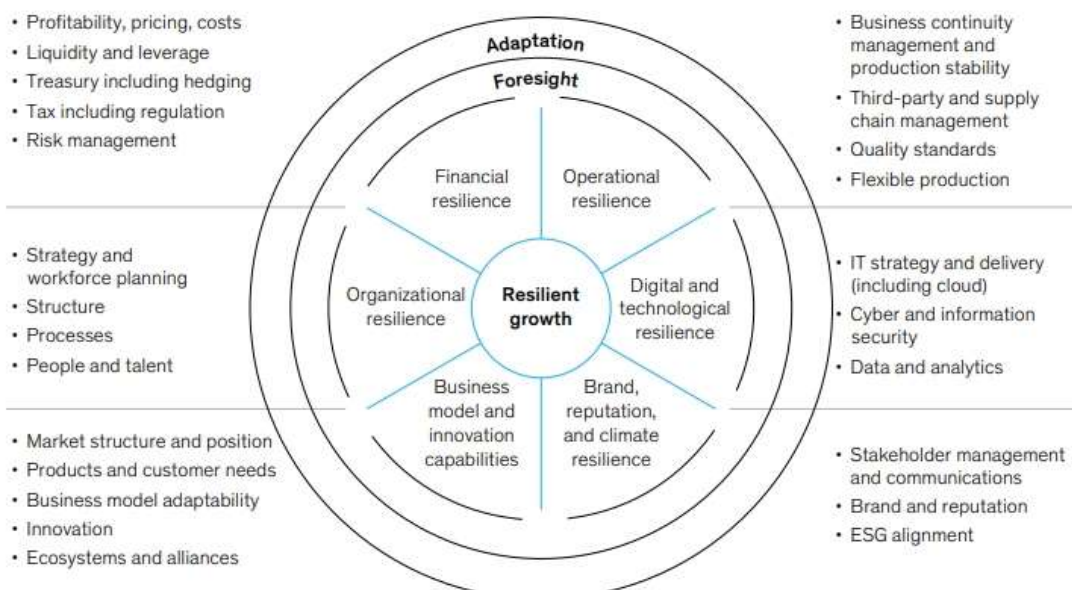 • Profitability, pricing, costs
• Liquidity and leverage
• Treasury including hedging
• Tax including regulation
• Risk management
• Strategy and
workforce planning
• Structure
• Processes
• People and talent
• Market structure and position
• Products and customer needs
• Business model adaptability
• Innovation
• Ecosystems and alliances
Adaptation
Foresight
Financial
resilience
Operational
resilience
Organizational
resilience
Resilient
growth
Digital and
technological
resilience
Business
model and
innovation
capabilities
Brand,
reputation,
and climate
resilience
• Business continuity
management and
production stability
• Third-party and supply
chain management
• Quality standards
• Flexible production
• IT strategy and delivery
(including cloud)
• Cyber and information
security
• Data and analytics
• Stakeholder management
and communications
• Brand and reputation
• ESG alignment